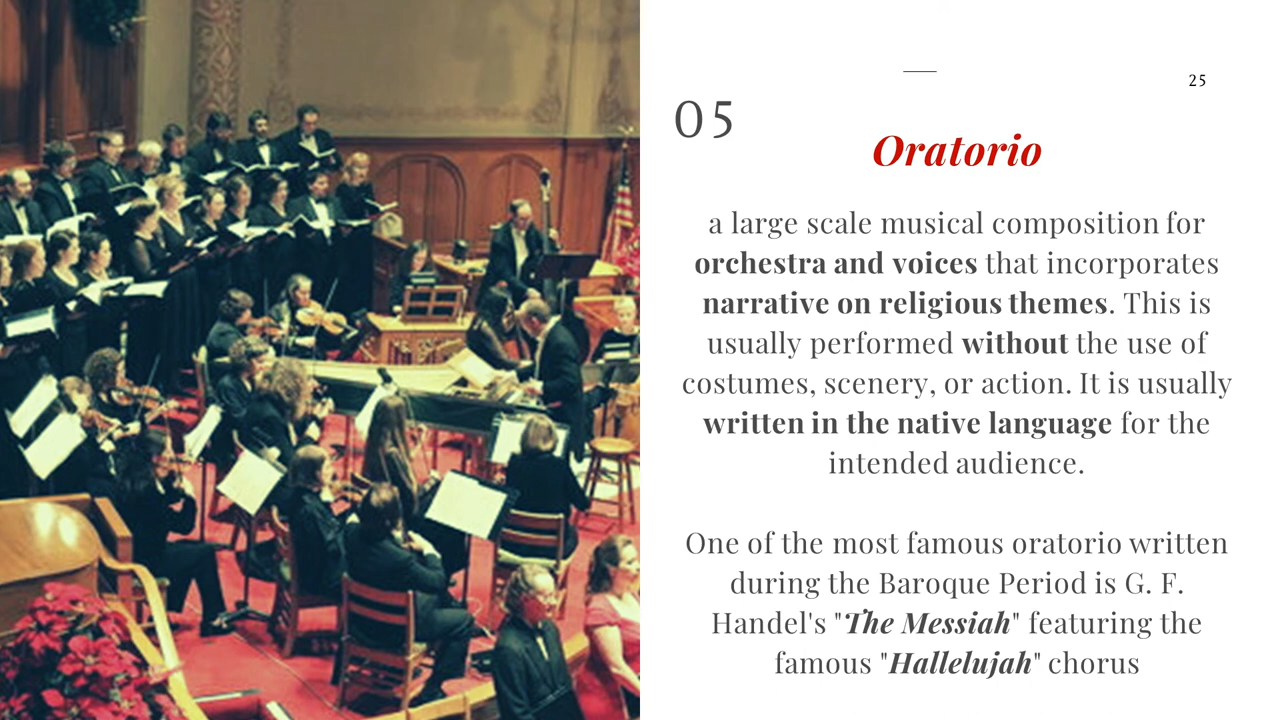 25
05
Oratorio
a large scale musical composition for
orchestra and voices that incorporates
narrative on religious themes. This is
usually performed without the use of
costumes, scenery, or action. It is usually
written in the native language for the
intended audience.
One of the most famous oratorio written
during the Baroque Period is G. F.
Handel's "The Messiah" featuring the
famous "Hallelujah" chorus